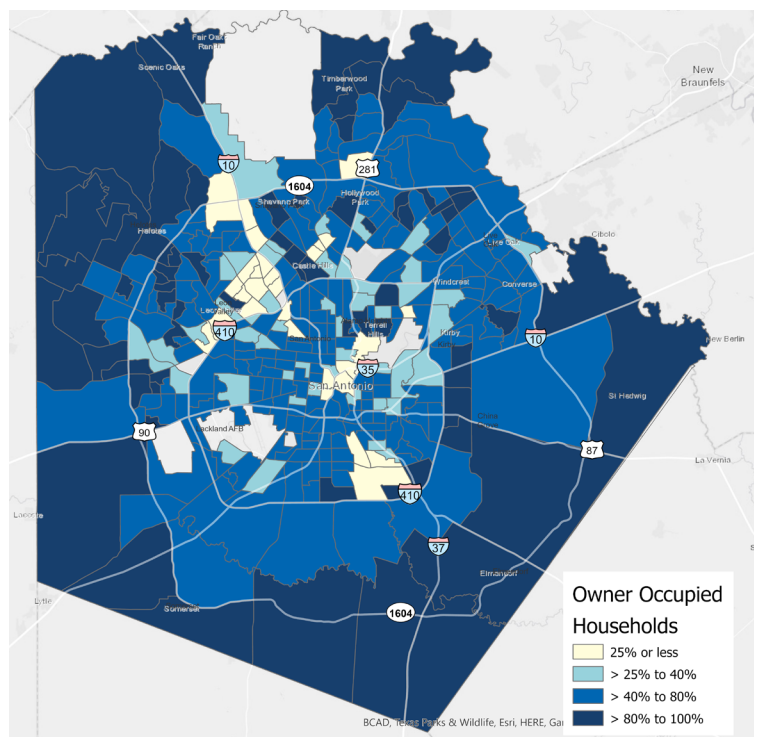 Fair Oaks
Ranch
Scenic Oaks
Timberwood
Park
New
Braunfels
10
281
1604
Hollywood
Park
Shavano Park
Helotes
Live Oak
Cibolo
Castle Hills
Windcrest
Converse
Leon
Valley
410
Terrell
Hills
Kirby
10
New Berlin
35
San Antonio
St Hedwig
90
Lackland AFB
China
Grove
87
La Vernia
410
Lacoste
37
Elmendorf
Lytle
Somerset
1604
Owner Occupied
Households
25% or less
> 25% to 40%
> 40% to 80%
> 80% to 100%
BCAD, Texas Parks & Wildlife, Esri, HERE, Gar